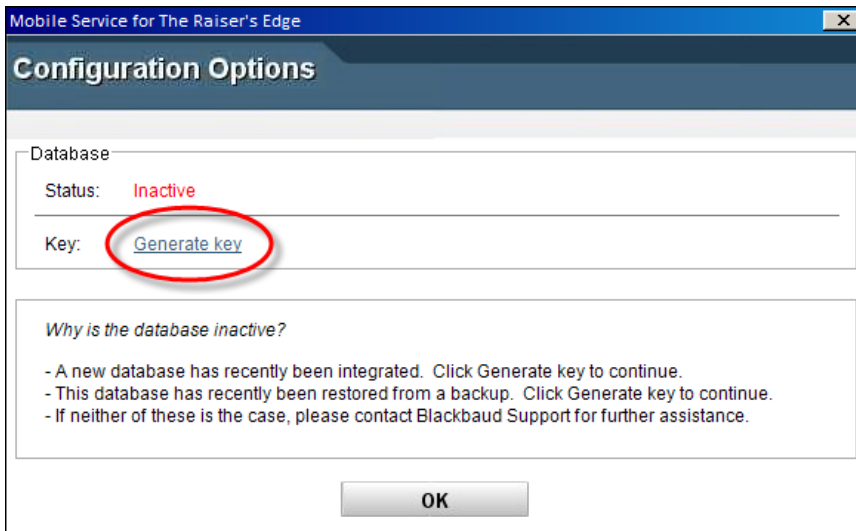 Mobile Service for The Raiser's Edge
Configuration Options
Database
Status: Inactive
Key: Generate key
Why is the database inactive?
- A new database has recently been integrated.  Click Generate key to continue.
- This database has recently been restored from a backup.  Click Generate key to continue.
- If neither of these is the case, please contact Blackbaud Support for further assistance.
OK